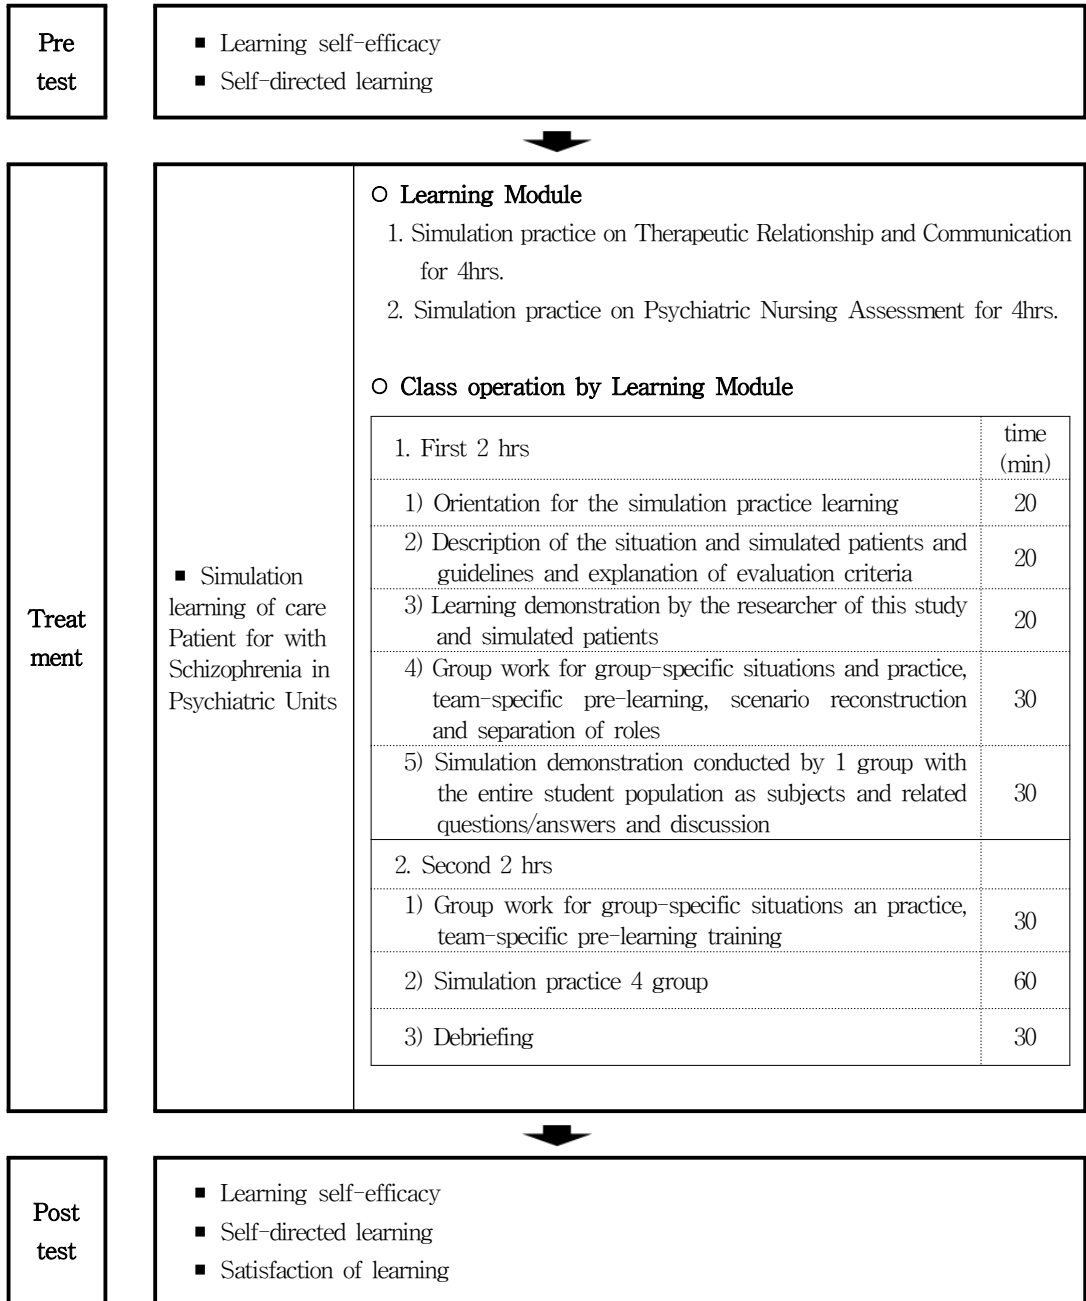 Pre
test
■ Learning self-efficacy
■ Self-directed learning
Treat
ment
■ Simulation
learning of care
Patient for with
Schizophrenia in
Psychiatric Units
○ Learning Module
1. Simulation practice on Therapeutic Relationship and Communication
for 4hrs.
2. Simulation practice on Psychiatric Nursing Assessment for 4hrs.
○ Class operation by Learning Module
1. First 2 hrs
time
(min)
1) Orientation for the simulation practice learning 20
2) Description of the situation and simulated patients and
guidelines and explanation of evaluation criteria 20
3) Learning demonstration by the researcher of this study
and simulated patients 20
4) Group work for group-specific situations and practice,
team-specific pre-learning, scenario reconstruction
and separation of roles 30
5) Simulation demonstration conducted by 1 group with
the entire student population as subjects and related
questions/answers and discussion 30
2. Second 2 hrs
1) Group work for group-specific situations an practice,
team-specific pre-learning training 30
2) Simulation practice 4 group 60
3) Debriefing 30
Post
test
■ Learning self-efficacy
■ Self-directed learning
■ Satisfaction of learning